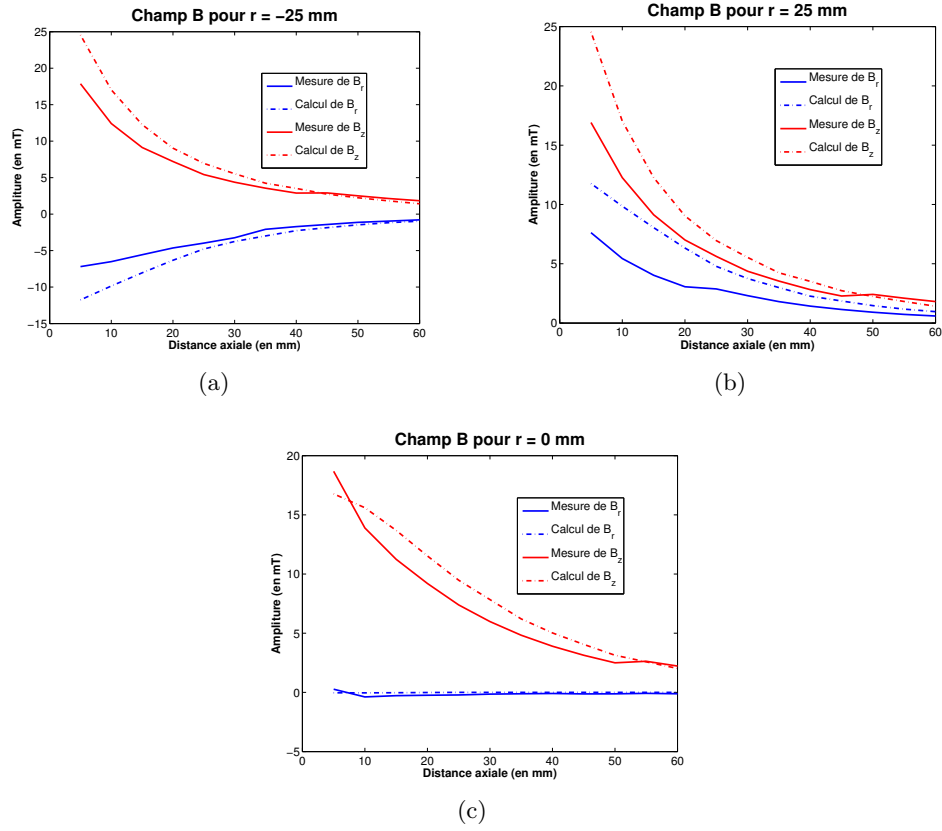 Champ B pour r = −25 mm
25
20
15
10
5
0
−5
−10
−15
Ampliture (en mT)
Mesure de B_r
Calcul de B_r
Mesure de B_z
Calcul de B_z
0 10 20 30 40 50 60
Distance axiale (en mm)
(a)
Champ B pour r = 25 mm
25
20
15
10
5
0
Ampliture (en mT)
Mesure de B_r
Calcul de B_r
Mesure de B_z
Calcul de B_z
0 10 20 30 40 50 60
Distance axiale (en mm)
(b)
Champ B pour r = 0 mm
20
15
10
5
0
−5
Ampliture (en mT)
Mesure de B_r
Calcul de B_r
Mesure de B_z
Calcul de B_z
0 10 20 30 40 50 60
Distance axiale (en mm)
(c)